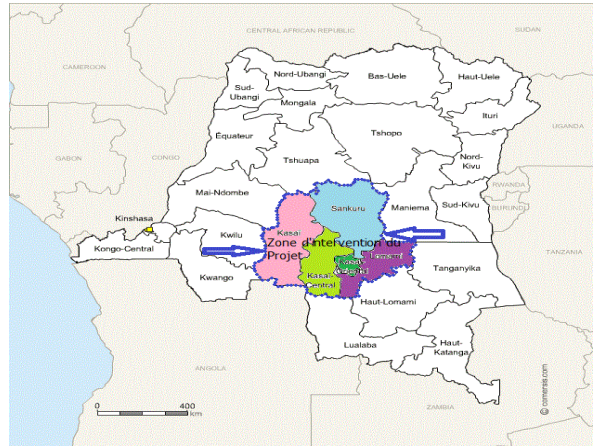 CENTRAL AFRICAN REPUBLIC
SUDAN
CAMEROON
Nord-Ubangi
Bas-Uele
Haut-Uele
Sud-
Ubangi
Mongala
Ituri
Équateur
Tshopo
UGANDA
GABON
CONGO
Tshuapa
Nord-
Kivu
Mai-Ndombe
RWANDA
Sankuru
Maniema
Sud-Kivu
BURUNDI
Kinshasa
Kwilu
Kasaï
Kongo-Central
Zone d'intervention du
Projet
Lomami
TANZANIA
Kwango
Kasaï-
Central
Tanganyika
Haut-Lomami
Lualaba
Haut-
Katanga
ANGOLA
ZAMBIA
0
400
km
© comersis.com